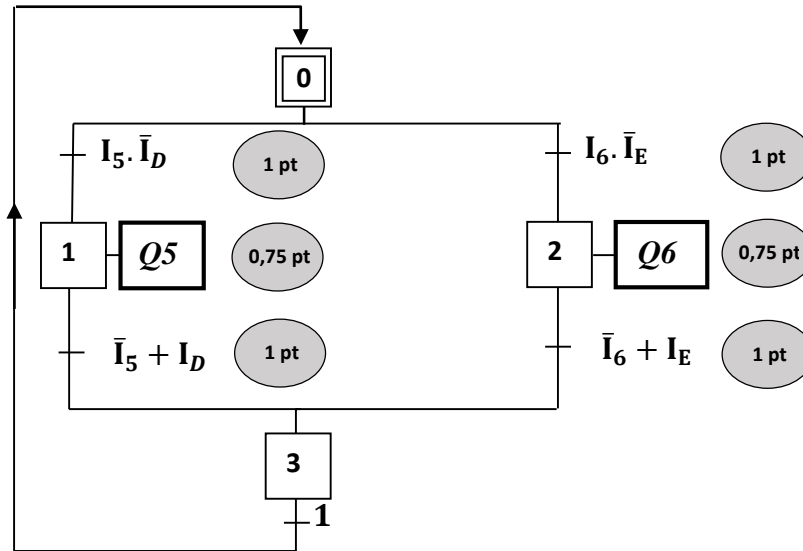 0
I₅. Ī_D
1 pt
I₆. Ī_E
1 pt
1
Q5
0,75 pt
2
Q6
0,75 pt
Ī₅ + I_D
1 pt
Ī₆ + I_E
1 pt
3
1